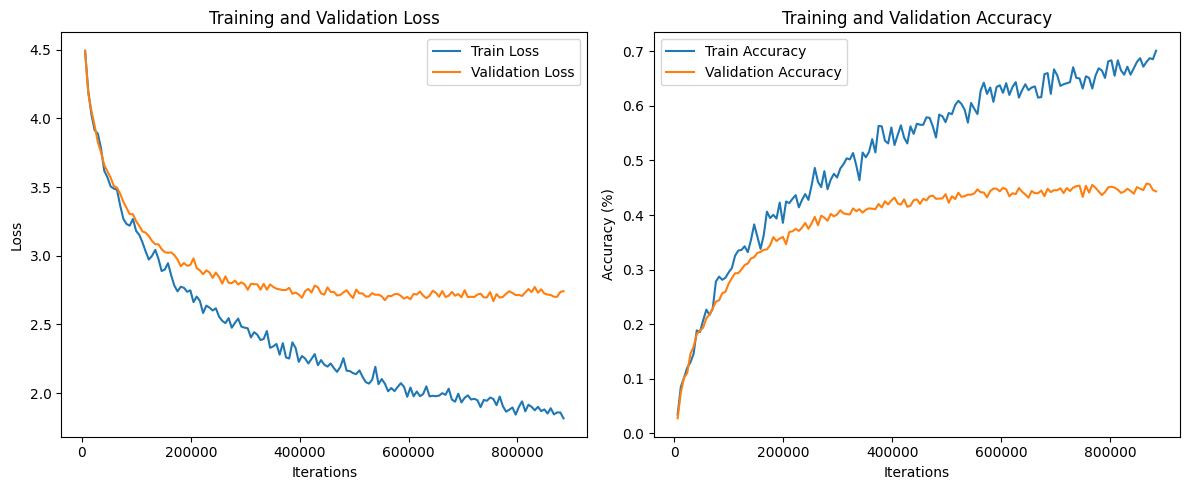 Training and Validation Loss
4.5
4.0
3.5
3.0
2.5
2.0
Loss
0
200000
400000
600000
800000
Iterations
Train Loss
Validation Loss
Training and Validation Accuracy
0.7
0.6
0.5
0.4
0.3
0.2
0.1
0.0
Accuracy (%)
0
200000
400000
600000
800000
Iterations
Train Accuracy
Validation Accuracy